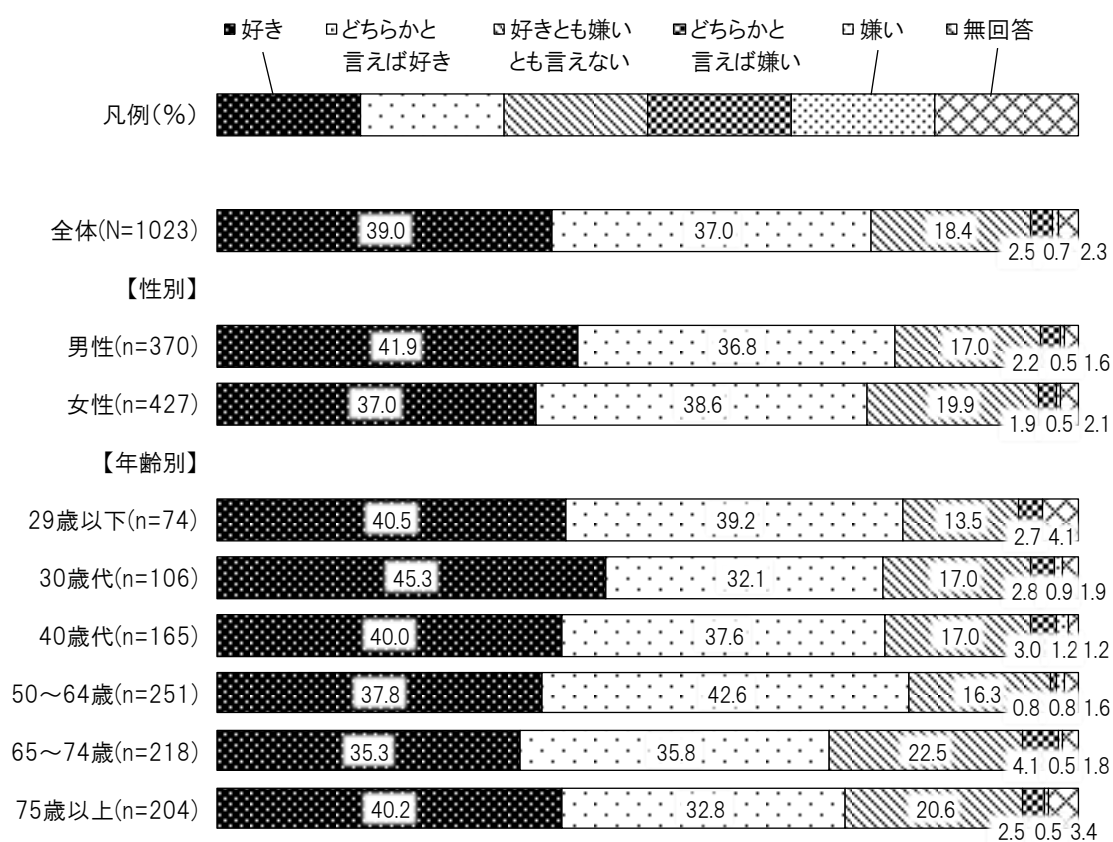 好き どちらかと 好きとも嫌い どちらかと 嫌い 無回答
言えば好き とも言えない 言えば嫌い
凡例(%)
全体(N=1023) 39.0 37.0 18.4 2.5 0.7 2.3
【性別】
男性(n=370) 41.9 36.8 17.0 2.2 0.5 1.6
女性(n=427) 37.0 38.6 19.9 1.9 0.5 2.1
【年齢別】
29歳以下(n=74) 40.5 39.2 13.5 2.7 4.1
30歳代(n=106) 45.3 32.1 17.0 2.8 0.9 1.9
40歳代(n=165) 40.0 37.6 17.0 3.0 1.2 1.2
50～64歳(n=251) 37.8 42.6 16.3 0.8 0.8 1.6
65～74歳(n=218) 35.3 35.8 22.5 4.1 0.5 1.8
75歳以上(n=204) 40.2 32.8 20.6 2.5 0.5 3.4